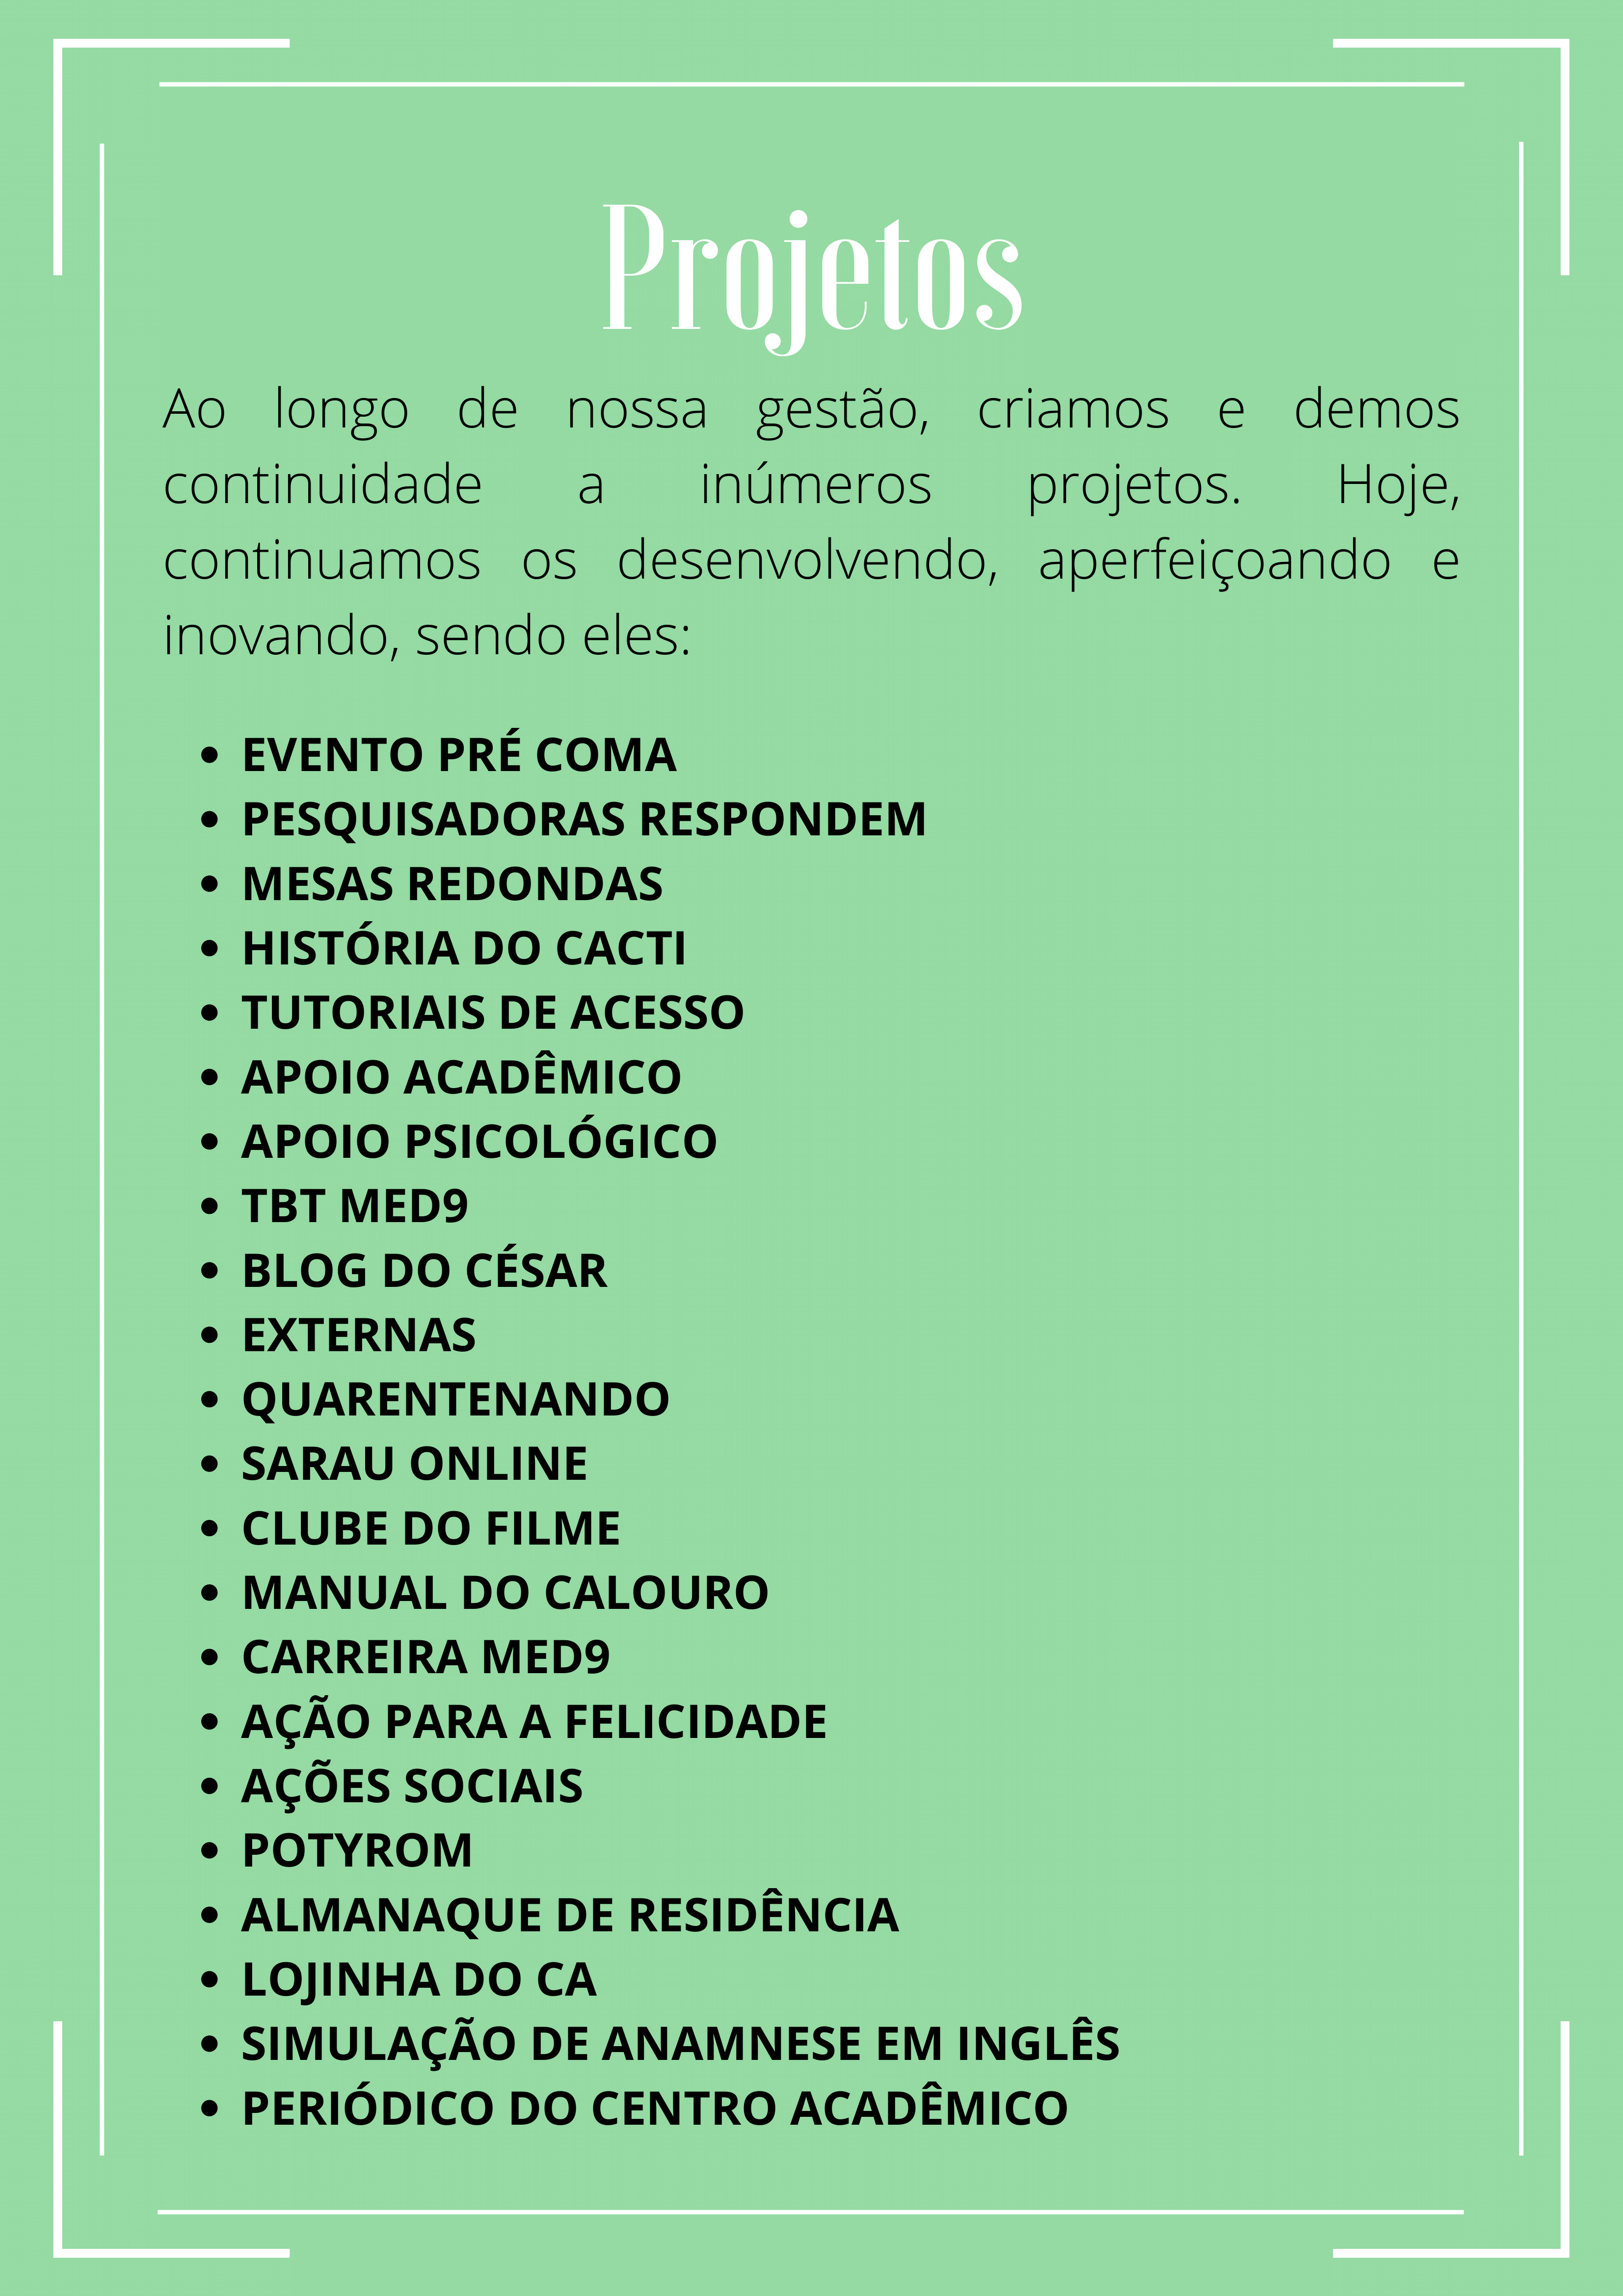 Projetos
Ao longo de nossa gestão, criamos e demos
continuidade a inúmeros projetos. Hoje,
continuamos os desenvolvendo, aperfeiçoando e
inovando, sendo eles:
• EVENTO PRÉ COMA
• PESQUISADORAS RESPONDEM
• MESAS REDONDAS
• HISTÓRIA DO CACTI
• TUTORIAIS DE ACESSO
• APOIO ACADÊMICO
• APOIO PSICOLÓGICO
• TBT MED9
• BLOG DO CÉSAR
• EXTERNAS
• QUARENTENANDO
• SARAU ONLINE
• CLUBE DO FILME
• MANUAL DO CALOURO
• CARREIRA MED9
• AÇÃO PARA A FELICIDADE
• AÇÕES SOCIAIS
• POTYROM
• ALMANAQUE DE RESIDÊNCIA
• LOJINHA DO CA
• SIMULAÇÃO DE ANAMNESE EM INGLÊS
• PERIÓDICO DO CENTRO ACADÊMICO